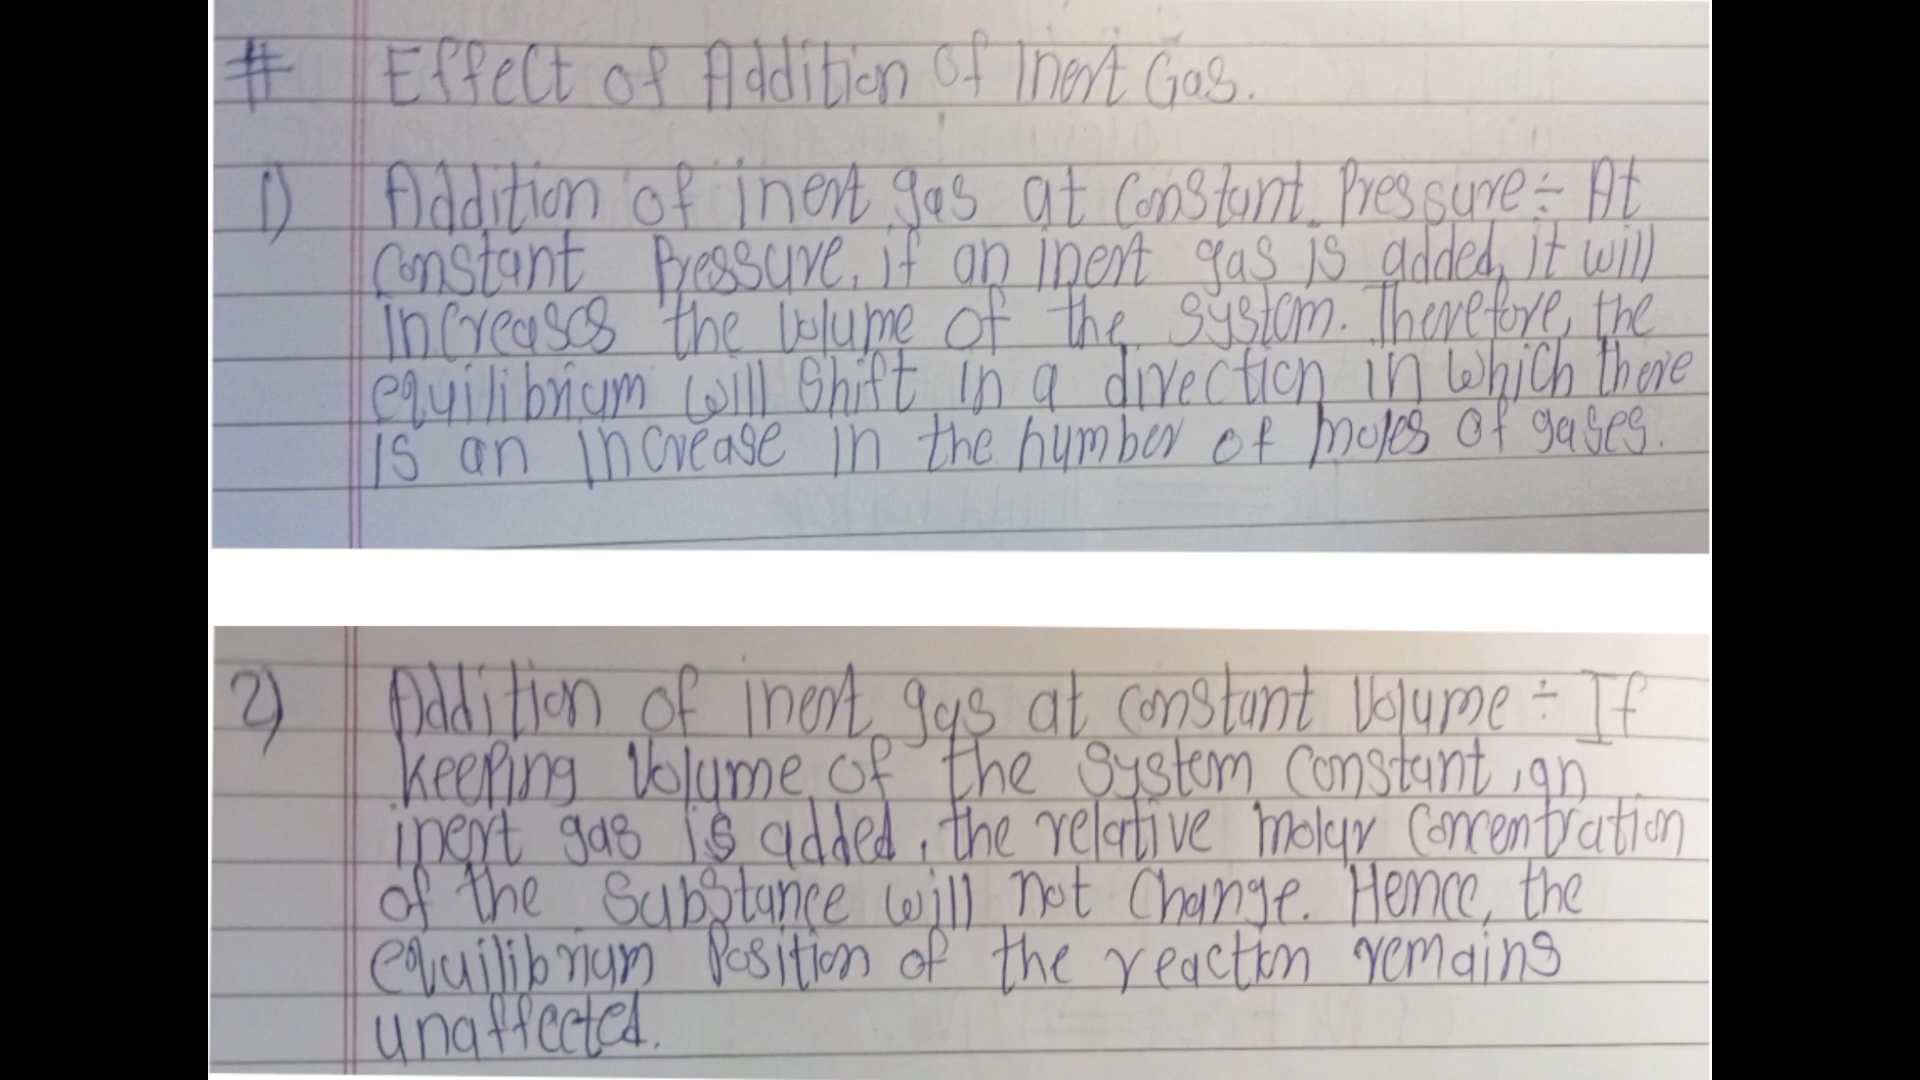 # Effect of Addition of Inert Gas.
1) Addition of inert gas at constant Pressure ÷ At
constant Pressure, if an inert gas is added, it will
increases the volume of the system. Therefore, the
equilibrium will shift in a direction in which there
is an increase in the number of moles of gases.
2) Addition of inert gas at constant Volume ÷ If
keeping Volume of the system constant, an
inert gas is added, the relative molar concentration
of the substance will not change. Hence, the
equilibrium Position of the reaction remains
unaffected.